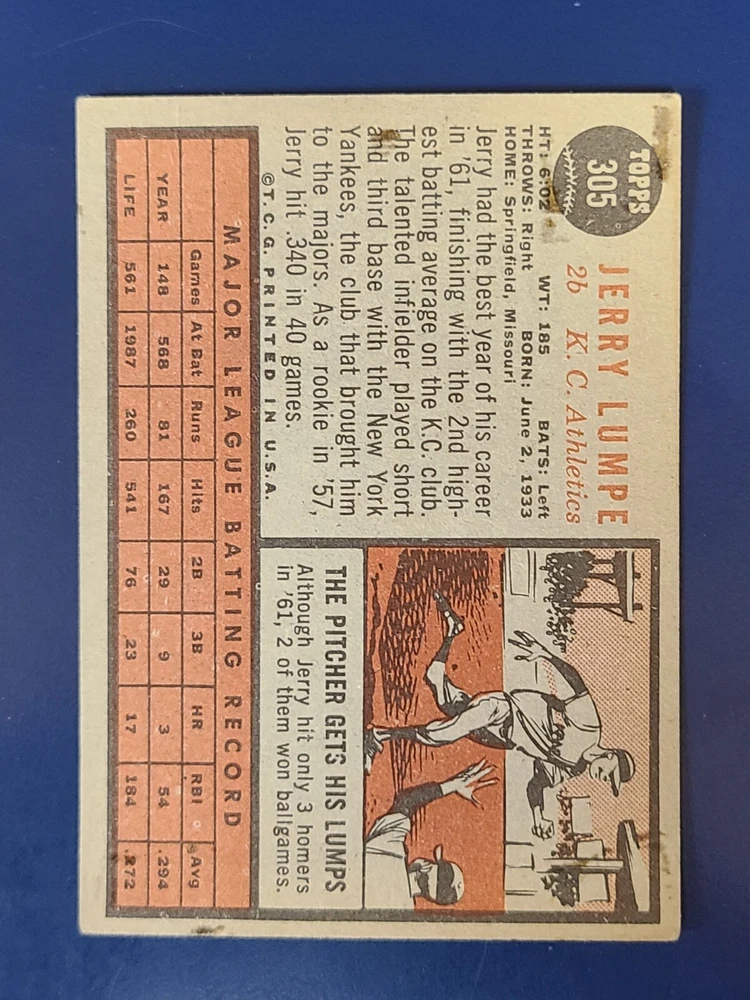 TOPPS
305
JERRY LUMPE
2b K. C. Athletics
HT: 6:02 WT: 185 BATS: Left
THROWS: Right BORN: June 2, 1933
HOME: Springfield, Missouri
Jerry had the best year of his career
in '61, finishing with the 2nd high-
est batting average on the K.C. club.
The talented infielder played short
and third base with the New York
Yankees, the club that brought him
to the majors. As a rookie in '57,
Jerry hit .340 in 40 games.
©T. C. G. PRINTED IN U. S. A.
THE PITCHER GETS HIS LUMPS
Although Jerry hit only 3 homers
in '61, 2 of them won ballgames.
MAJOR LEAGUE BATTING RECORD
Games At Bat Runs Hits 2B 3B HR RBI Avg
YEAR 148 568 81 167 29 9 3 54 .294
LIFE 561 1987 260 541 76 23 17 184 .272